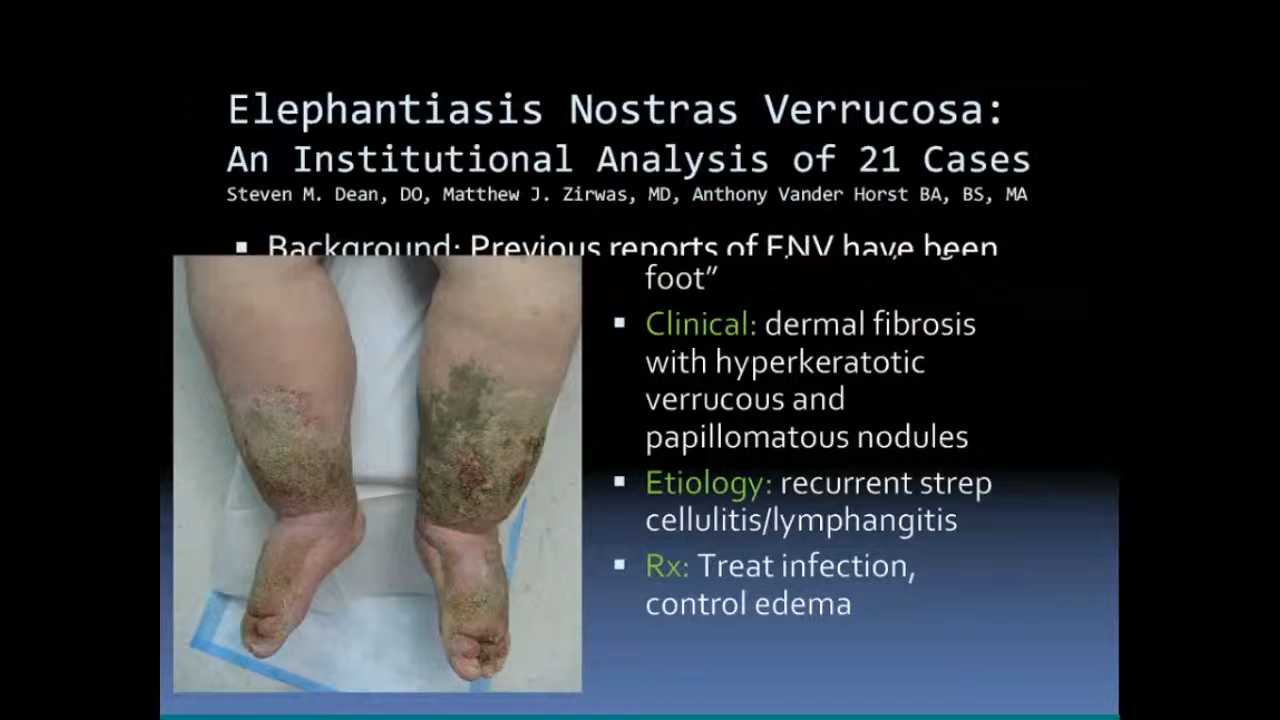 Elephantiasis Nostras Verrucosa:
An Institutional Analysis of 21 Cases
Steven M. Dean, DO, Matthew J. Zirwas, MD, Anthony Vander Horst BA, BS, MA
▪ Background: Previous reports of ENV have been
foot”
▪ Clinical: dermal fibrosis
with hyperkeratotic
verrucous and
papillomatous nodules
▪ Etiology: recurrent strep
cellulitis/lymphangitis
▪ Rx: Treat infection,
control edema